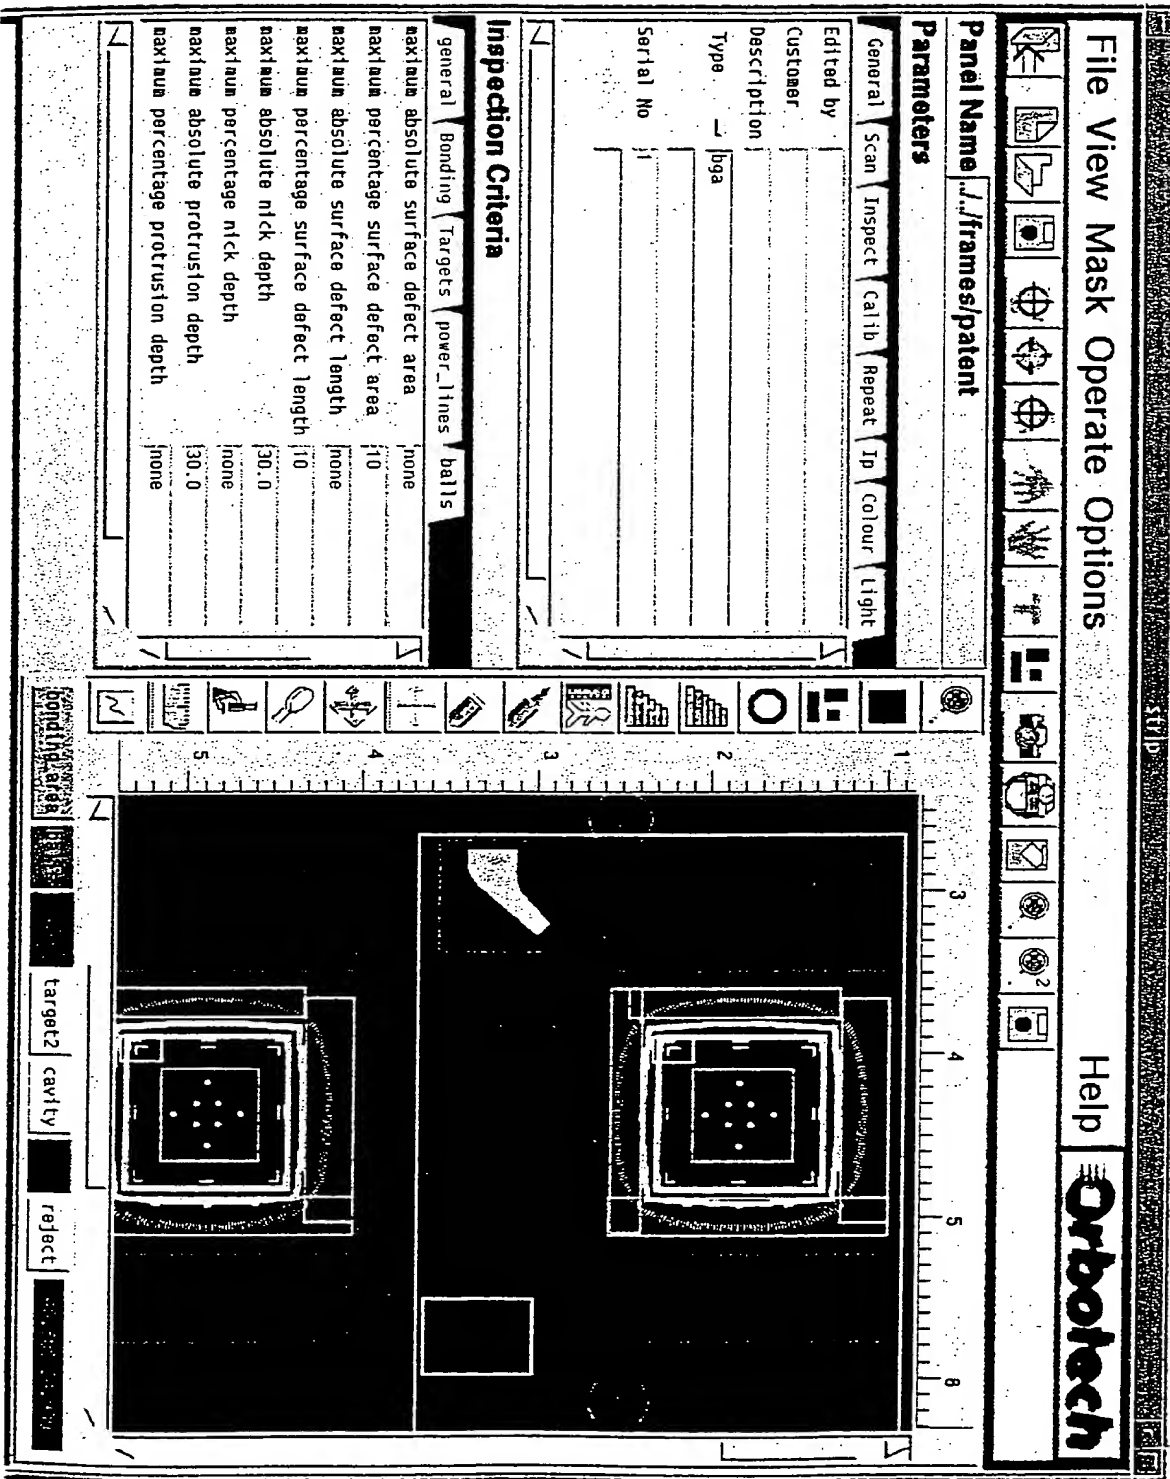 File View Mask Operate Options Help Orbotech
Panel Name ./../frames/patent
Parameters
General Scan Inspect Calib Repeat Ip Colour Light
Edited by
Customer
Description
Type bga
Serial No 1
Inspection Criteria
general Bonding Targets power_lines balls
maximum absolute surface defect area none
maximum percentage surface defect area 10
maximum absolute surface defect length none
maximum percentage surface defect length 10
maximum absolute nick depth 30.0
maximum percentage nick depth none
maximum absolute protrusion depth 30.0
maximum percentage protrusion depth none
3 4 5 8
1
2
3
4
5
2
bonding area balls target2 cavity reject